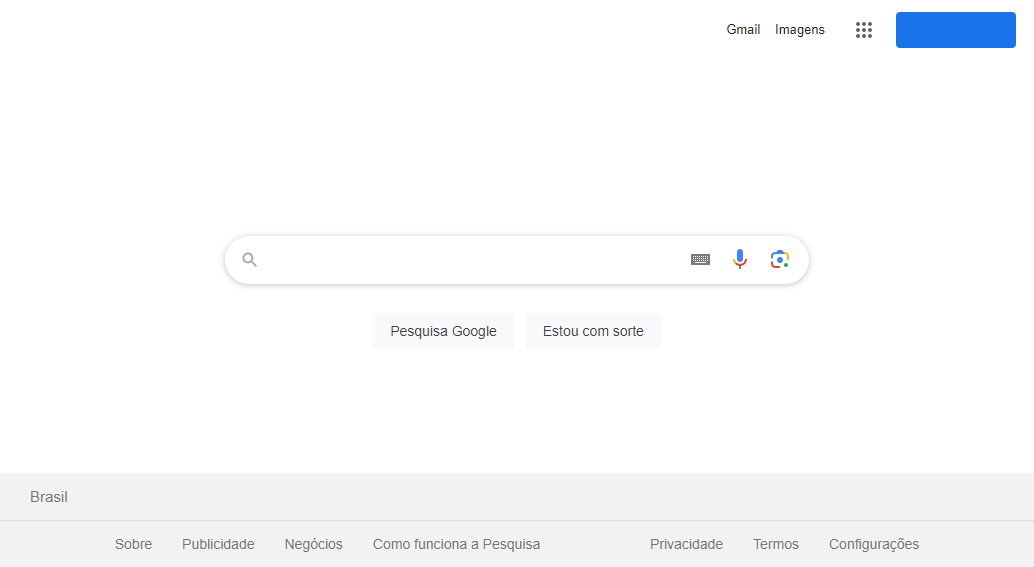 Gmail Imagens
Pesquisa Google Estou com sorte
Brasil
Sobre Publicidade Negócios Como funciona a Pesquisa Privacidade Termos Configurações